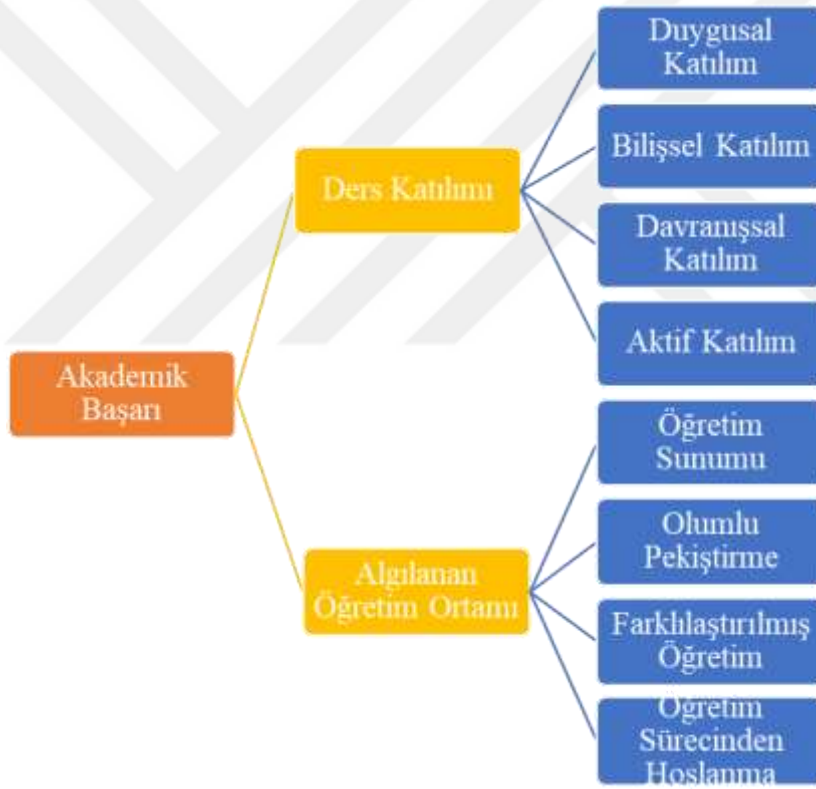 Akademik
Başarı
Ders Katılımı
Duygusal
Katılım
Bilişsel Katılım
Davranışsal
Katılım
Aktif Katılım
Algılanan
Öğretim Ortamı
Öğretim
Sunumu
Olumlu
Pekiştirme
Farklılaştırılmış
Öğretim
Öğretim
Sürecinden
Hoşlanma